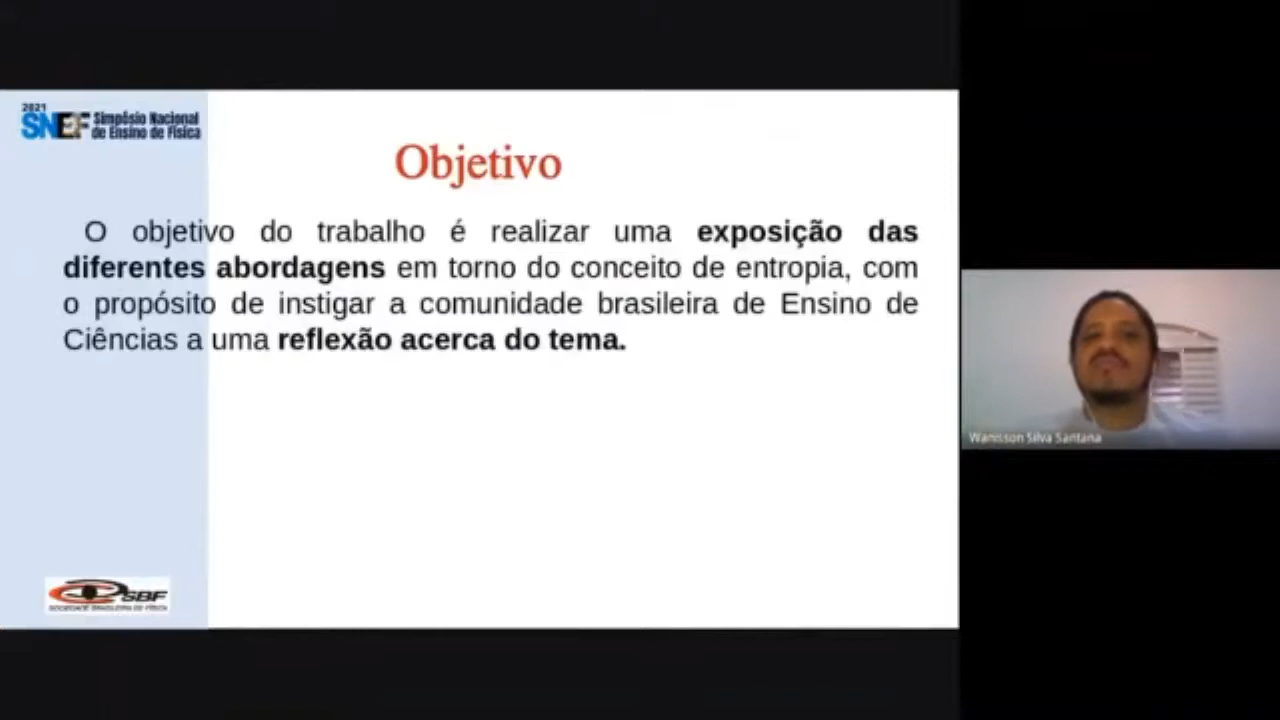 2021
SNEF Simpósio Nacional
de Ensino de Física
Objetivo
O objetivo do trabalho é realizar uma exposição das
diferentes abordagens em torno do conceito de entropia, com
o propósito de instigar a comunidade brasileira de Ensino de
Ciências a uma reflexão acerca do tema.
Wanisson Silva Santana
SBF
SOCIEDADE BRASILEIRA DE FÍSICA